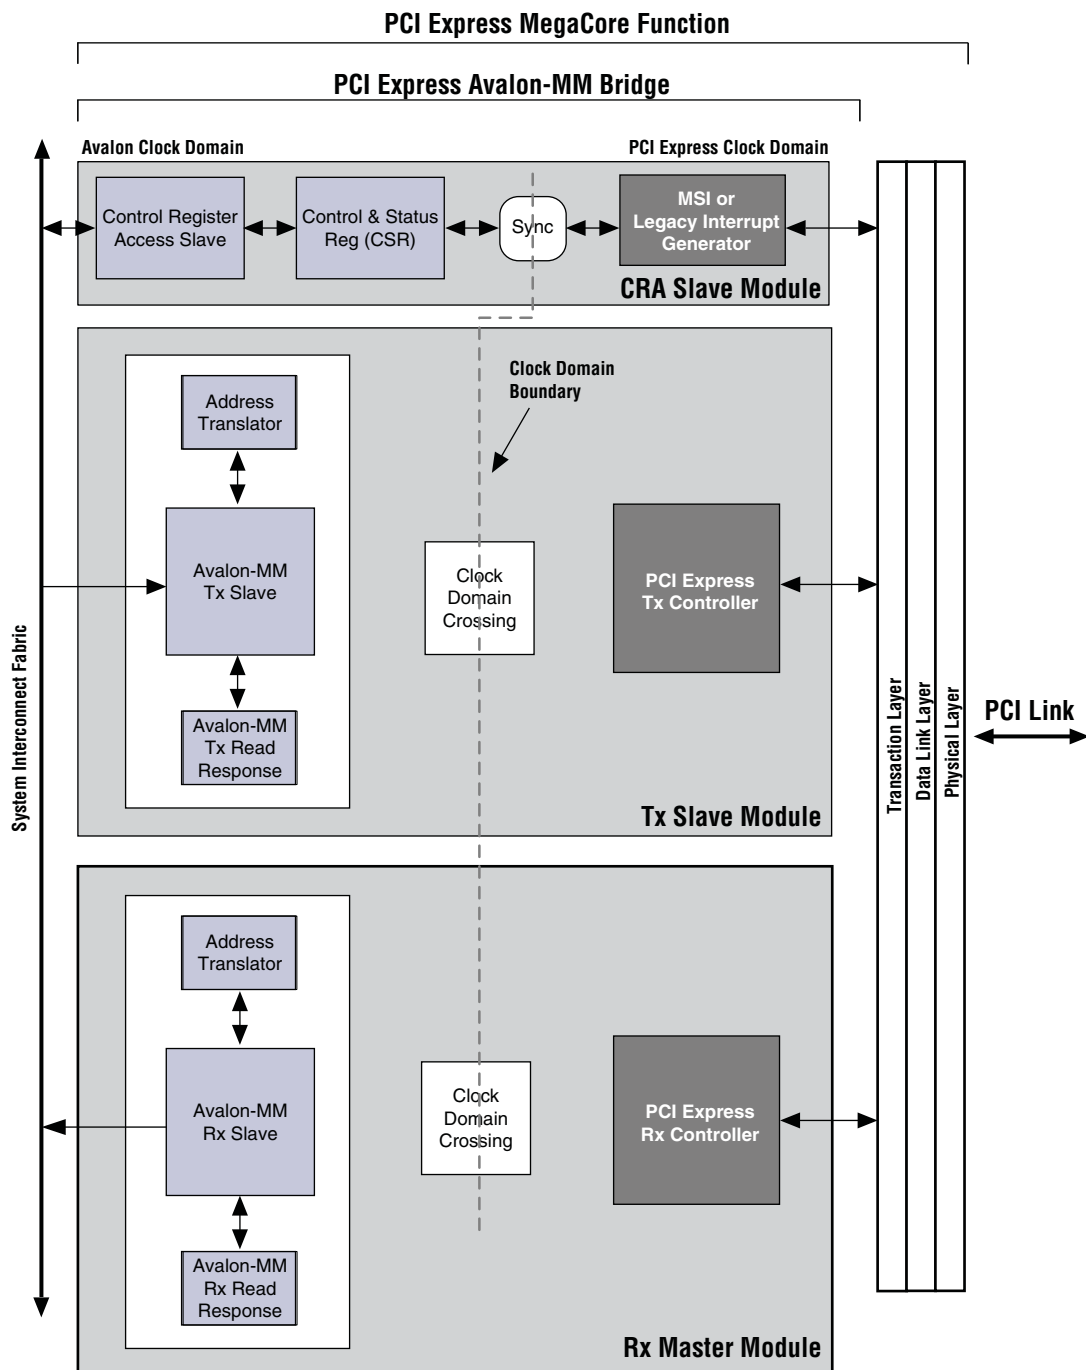 PCI Express MegaCore Function
PCI Express Avalon-MM Bridge
Avalon Clock Domain
PCI Express Clock Domain
Control Register
Access Slave
Control & Status
Reg (CSR)
Sync
MSI or
Legacy Interrupt
Generator
CRA Slave Module
Clock Domain
Boundary
Address
Translator
Avalon-MM
Tx Slave
Clock
Domain
Crossing
PCI Express
Tx Controller
Avalon-MM
Tx Read
Response
Tx Slave Module
System Interconnect Fabric
Transaction Layer
Data Link Layer
Physical Layer
PCI Link
Address
Translator
Avalon-MM
Rx Slave
Clock
Domain
Crossing
PCI Express
Rx Controller
Avalon-MM
Rx Read
Response
Rx Master Module